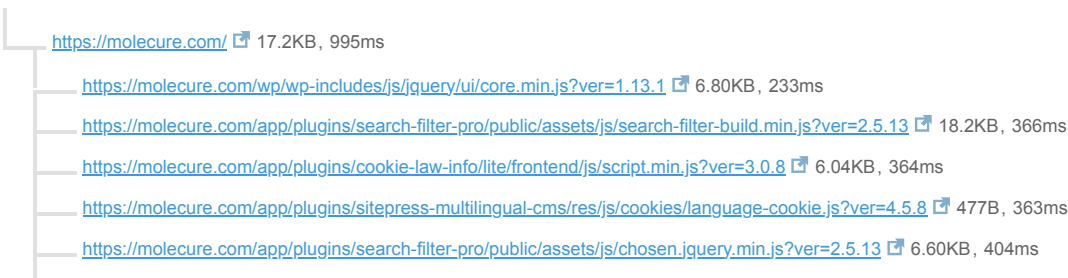 https://molecure.com/ 17.2KB, 995ms
https://molecure.com/wp/wp-includes/js/jquery/ui/core.min.js?ver=1.13.1 6.80KB, 233ms
https://molecure.com/app/plugins/search-filter-pro/public/assets/js/search-filter-build.min.js?ver=2.5.13 18.2KB, 366ms
https://molecure.com/app/plugins/cookie-law-info/lite/frontend/js/script.min.js?ver=3.0.8 6.04KB, 364ms
https://molecure.com/app/plugins/sitepress-multilingual-cms/res/js/cookies/language-cookie.js?ver=4.5.8 477B, 363ms
https://molecure.com/app/plugins/search-filter-pro/public/assets/js/chosen.jquery.min.js?ver=2.5.13 6.60KB, 404ms